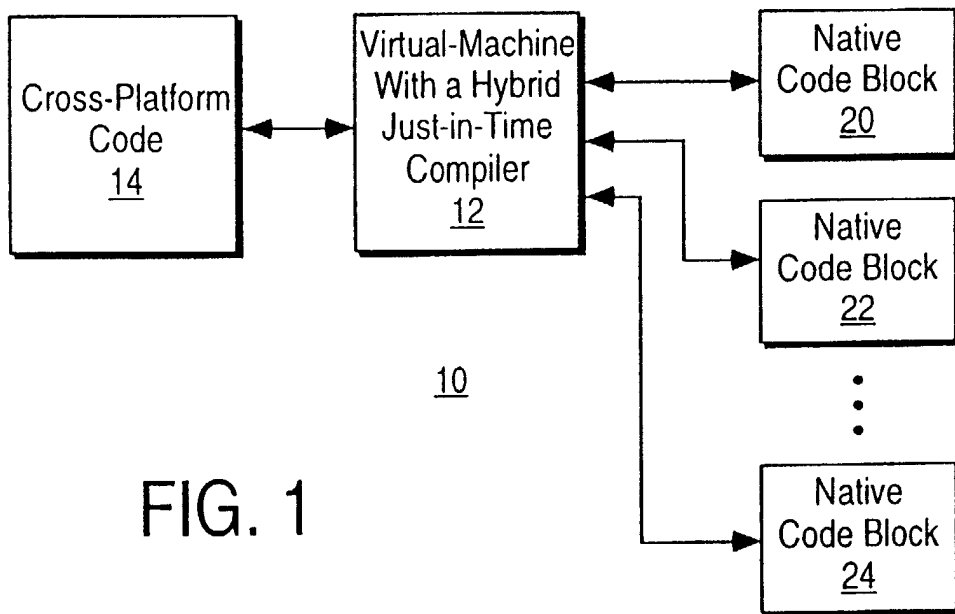 Cross-Platform
Code
14
Virtual-Machine
With a Hybrid
Just-in-Time
Compiler
12
Native
Code Block
20
Native
Code Block
22
Native
Code Block
24
10
FIG. 1